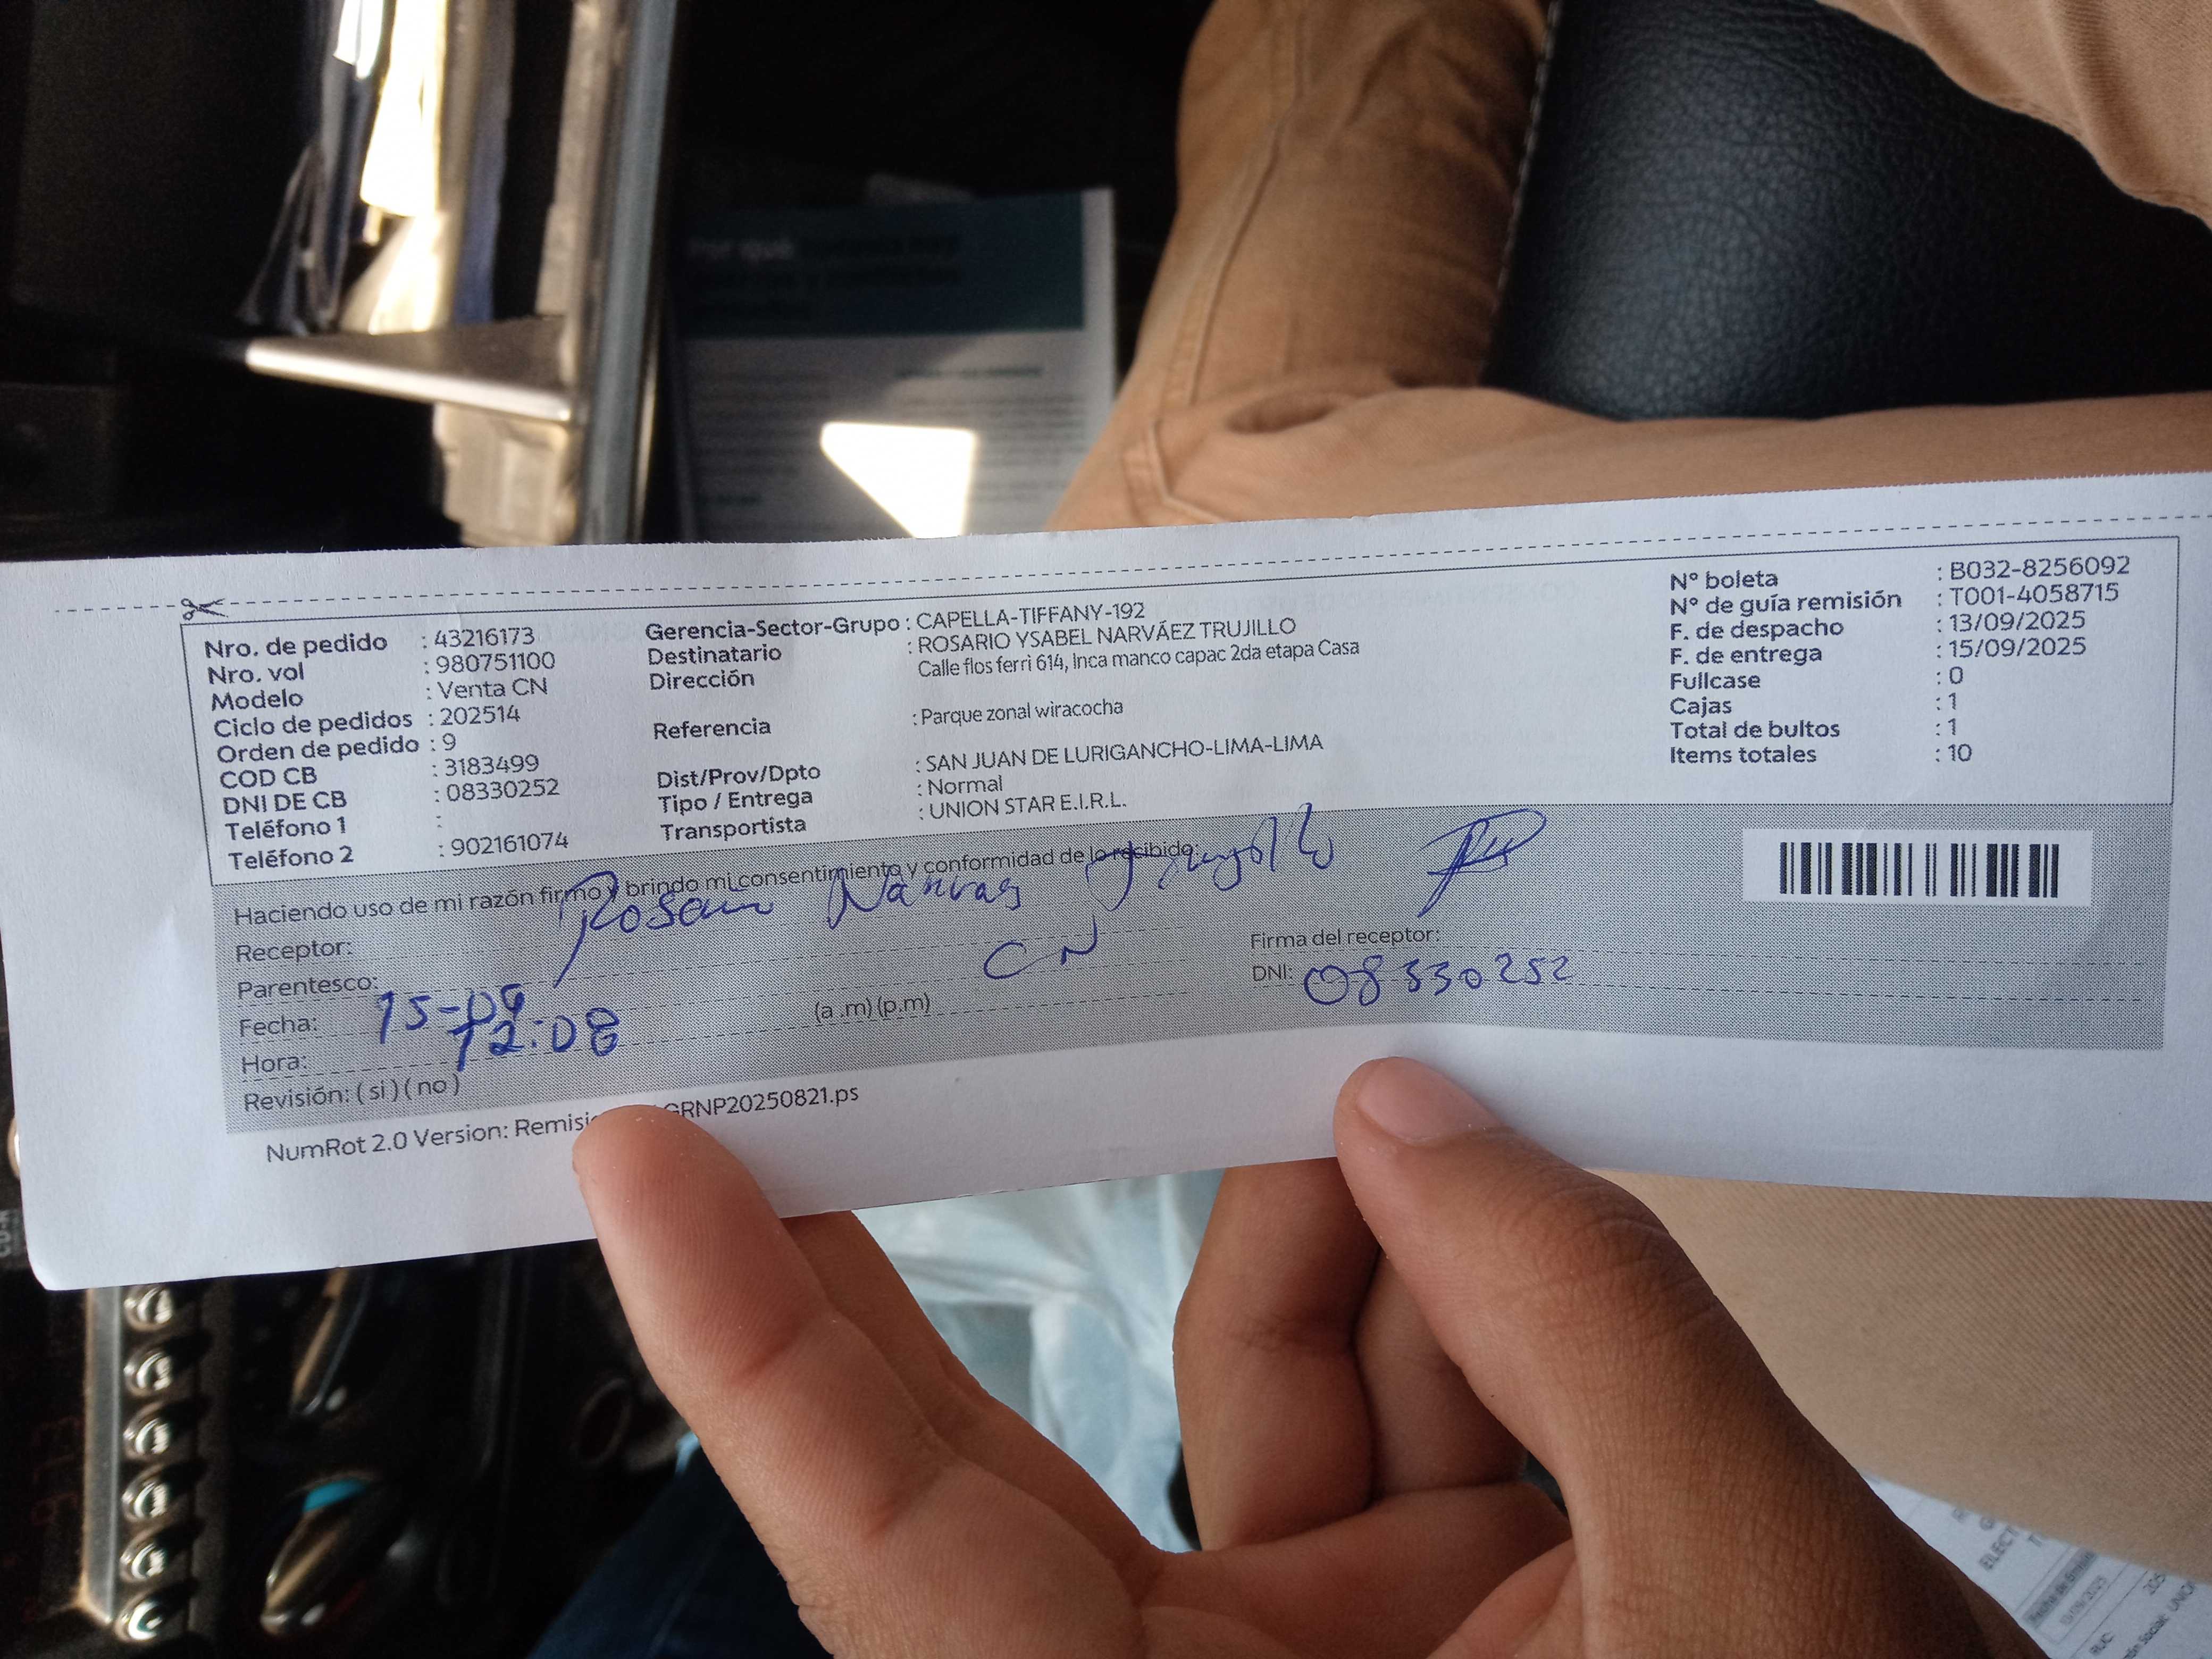 Nro. de pedido : 43216173
Nro. vol : 980751100
Modelo : Venta CN
Ciclo de pedidos : 202514
Orden de pedido : 9
COD CB : 3183499
DNI DE CB : 08330252
Teléfono 1 :
Teléfono 2 : 902161074
Gerencia-Sector-Grupo : CAPELLA-TIFFANY-192
Destinatario : ROSARIO YSABEL NARVÁEZ TRUJILLO
Dirección Calle flos ferri 614, Inca manco capac 2da etapa Casa
Referencia : Parque zonal wiracocha
Dist/Prov/Dpto : SAN JUAN DE LURIGANCHO-LIMA-LIMA
Tipo / Entrega : Normal
Transportista : UNION STAR E.I.R.L.
N° boleta : B032-8256092
N° de guía remisión : T001-4058715
F. de despacho : 13/09/2025
F. de entrega : 15/09/2025
Fullcase : 0
Cajas : 1
Total de bultos : 1
Items totales : 10
Haciendo uso de mi razón firmo y brindo mi consentimiento y conformidad de lo recibido:
Receptor:
Parentesco: CN
Fecha: 15-09
Hora: 12:08 (a .m) (p.m)
Revisión: ( si ) ( no )
Firma del receptor:
DNI: 08330252
NumRot 2.0 Version: GRNP20250821.ps